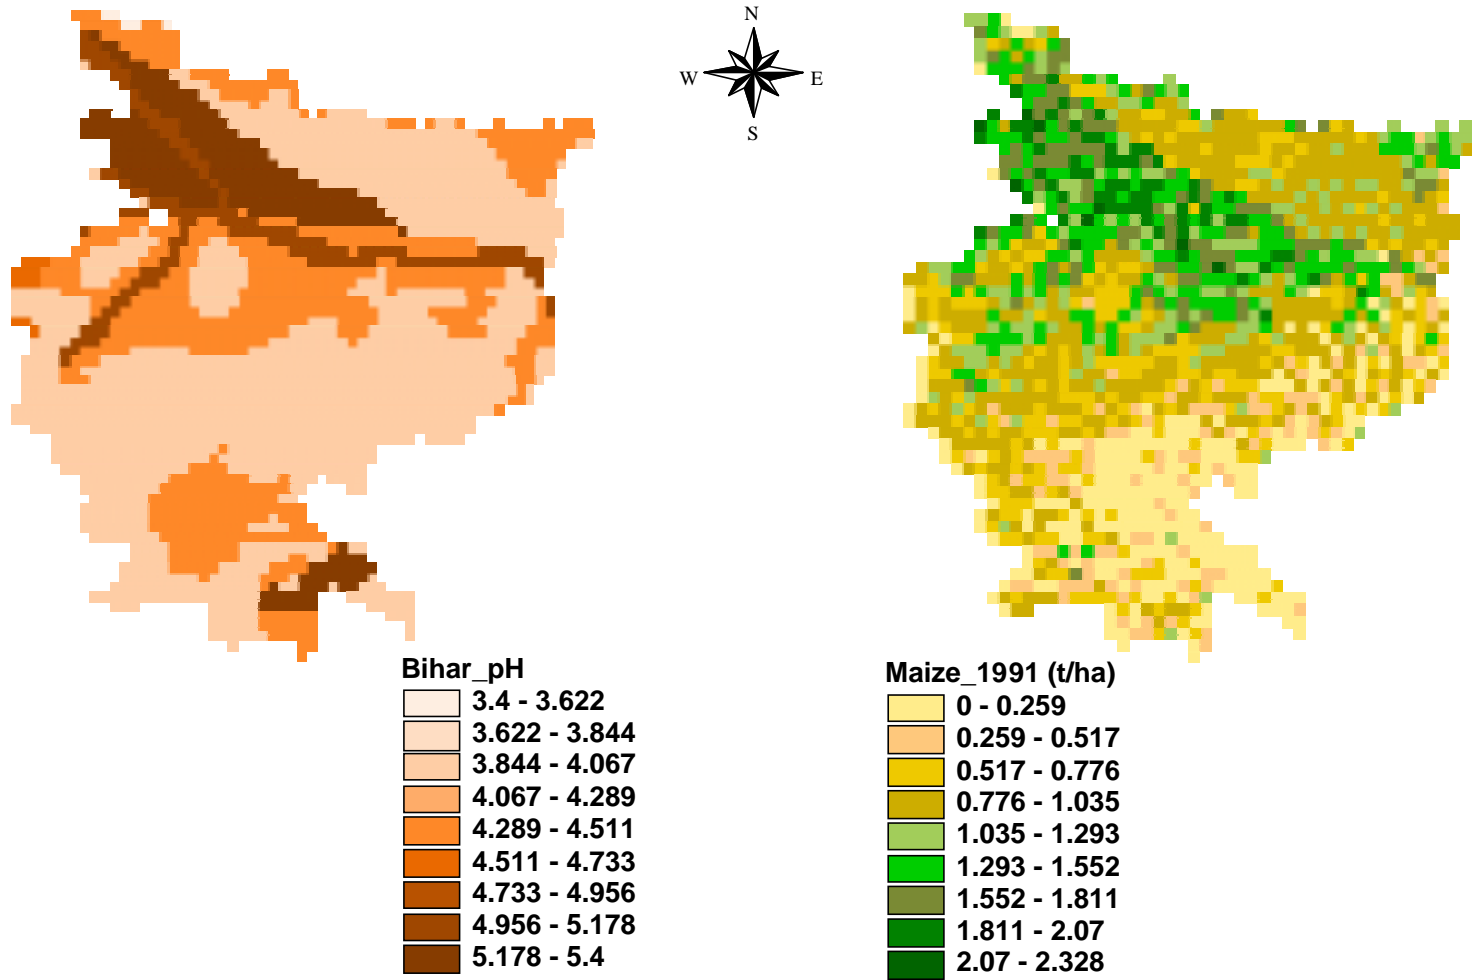 N
W E
S
Bihar_pH
3.4 - 3.622
3.622 - 3.844
3.844 - 4.067
4.067 - 4.289
4.289 - 4.511
4.511 - 4.733
4.733 - 4.956
4.956 - 5.178
5.178 - 5.4
Maize_1991 (t/ha)
0 - 0.259
0.259 - 0.517
0.517 - 0.776
0.776 - 1.035
1.035 - 1.293
1.293 - 1.552
1.552 - 1.811
1.811 - 2.07
2.07 - 2.328